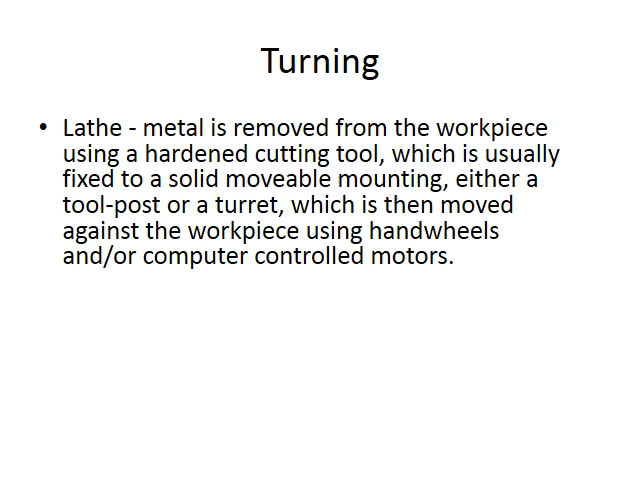 Turning
• Lathe - metal is removed from the workpiece
using a hardened cutting tool, which is usually
fixed to a solid moveable mounting, either a
tool-post or a turret, which is then moved
against the workpiece using handwheels
and/or computer controlled motors.